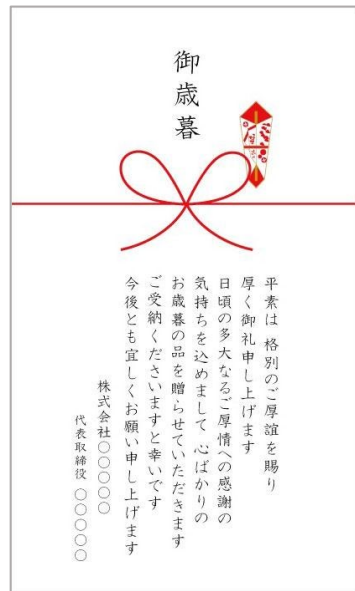 御歳暮
平素は 格別のご厚誼を賜り
厚く御礼申し上げます
日頃の多大なるご厚情への感謝の
気持ちを込めまして 心ばかりの
お歳暮の品を贈らせていただきます
ご受納くださいますと幸いです
今後とも宜しくお願い申し上げます
株式会社○○○○○
代表取締役 ○○○○○